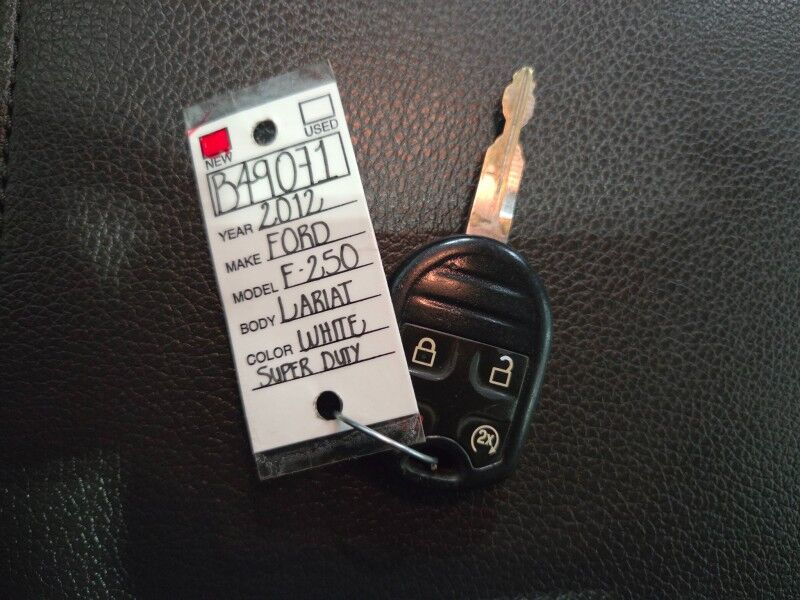 NEW USED
B49071
YEAR 2012
MAKE FORD
MODEL F-250
BODY LARIAT
COLOR WHITE
SUPER DUTY
2X